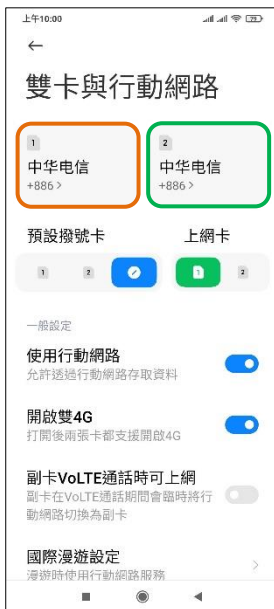 上午10:00
雙卡與行動網路
1
中华电信
+886 >
2
中华电信
+886 >
預設撥號卡
上網卡
1 2
1 2
一般設定
使用行動網路
允許透過行動網路存取資料
開啟雙4G
打開後兩張卡都支援開啟4G
副卡VoLTE通話時可上網
副卡在VoLTE通話期間會臨時將行
動網路切換為副卡
國際漫遊設定
漫遊時使用行動網路服務